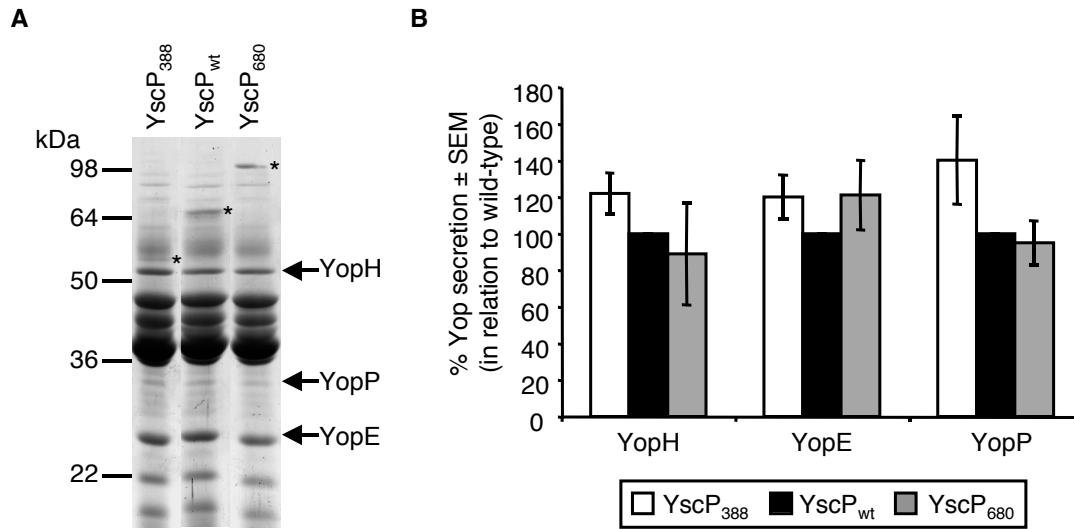 A
YscP388
YscPwt
YscP680
kDa
98
64
50
36
22
*
*
*
YopH
YopP
YopE
B
% Yop secretion ± SEM
(in relation to wild-type)
180
160
140
120
100
80
60
40
20
0
YopH YopE YopP
YscP388 YscPwt YscP680